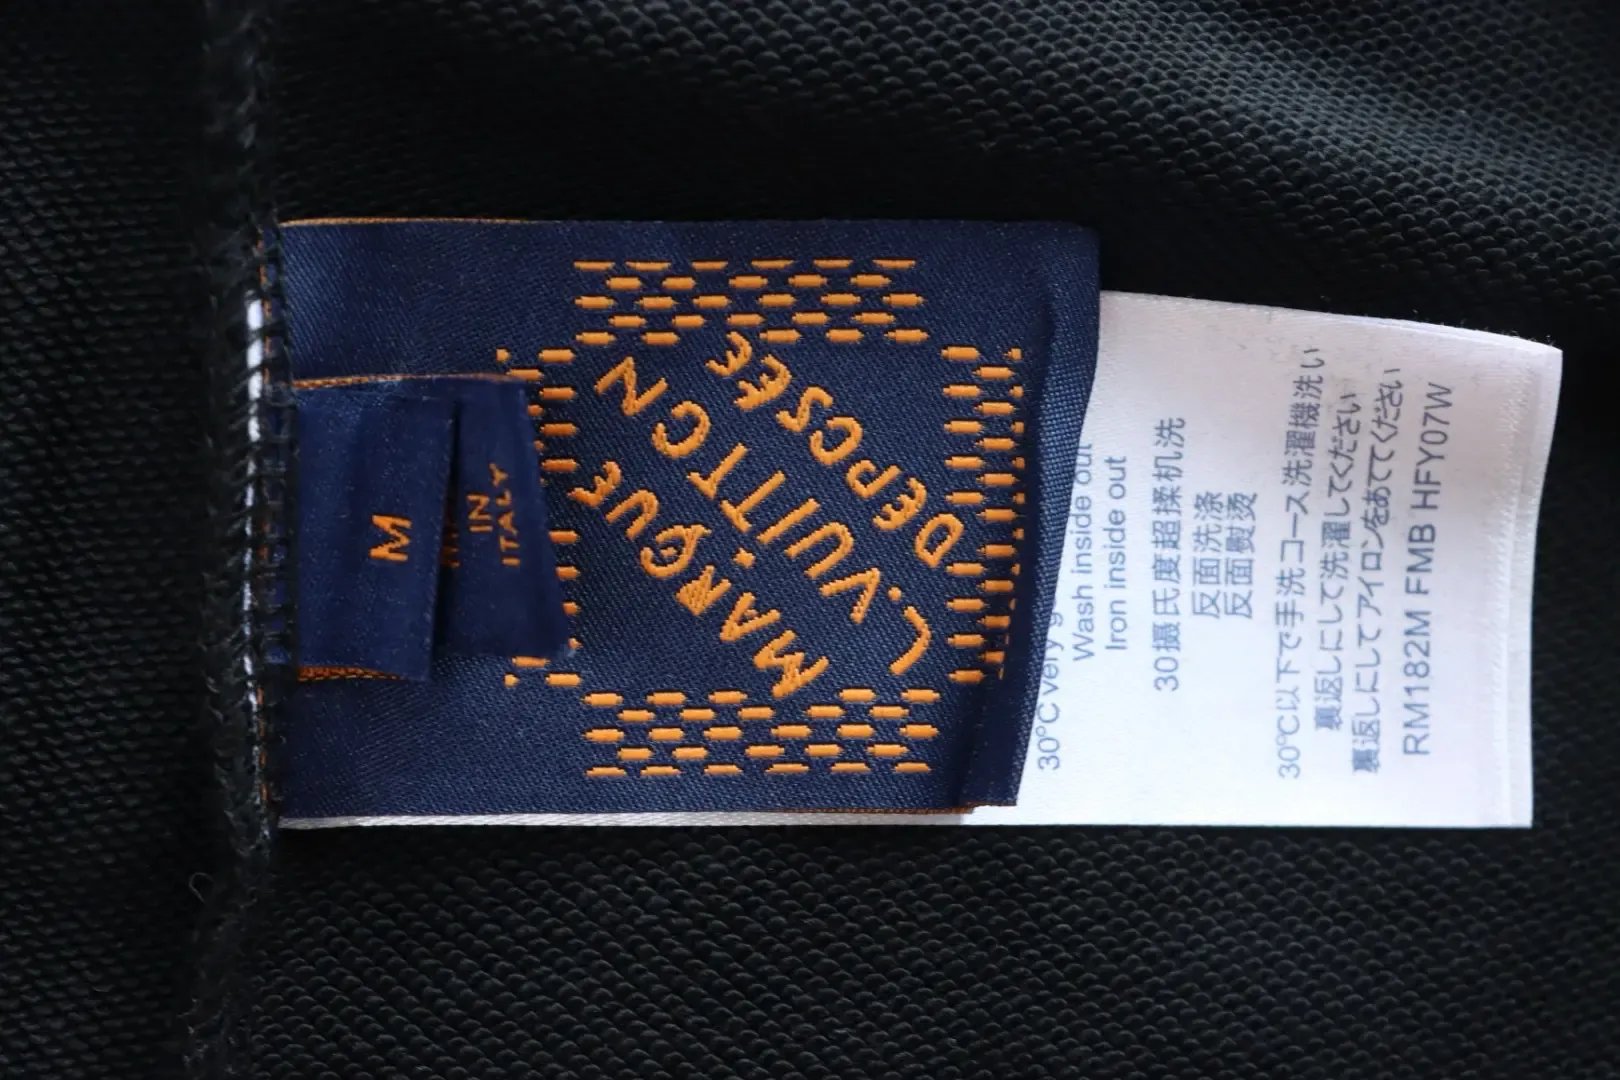 M
IN
ITALY
MARQUE
L.VUITTON
DEPOSEE
30°C very
Wash inside out
Iron inside out
30摄氏度超揉机洗
反面洗涤
反面熨烫
30℃以下で手洗コース洗濯機洗い
裏返しにして洗濯してください
裏返しにしてアイロンをあててください
RM182M FMB HFY07W